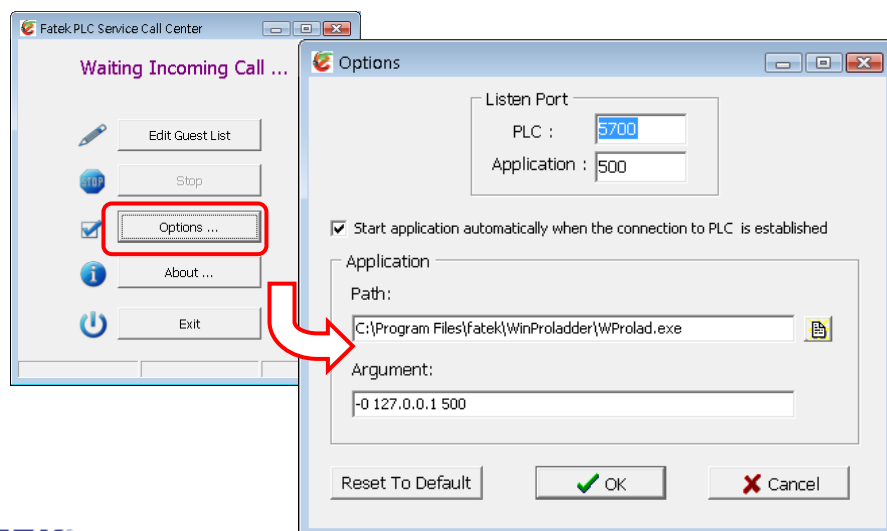 Fatek PLC Service Call Center
Waiting Incoming Call ...
Edit Guest List
STOP
Stop
Options ...
About ...
Exit
Options
Listen Port
PLC :
5700
Application :
500
Start application automatically when the connection to PLC is established
Application
Path:
C:\Program Files\fatek\WinProladder\WProlad.exe
Argument:
-0 127.0.0.1 500
Reset To Default
OK
Cancel